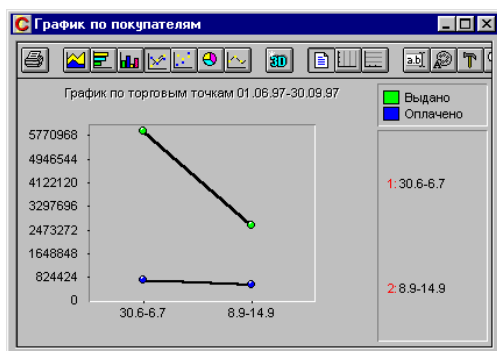 График по покупателям
3D
a.b
График по торговым точкам 01.06.97-30.09.97
Выдано
Оплачено
5770968
4946544
4122120
3297696
2473272
1648848
824424
0
30.6-6.7
8.9-14.9
1:30.6-6.7
2:8.9-14.9